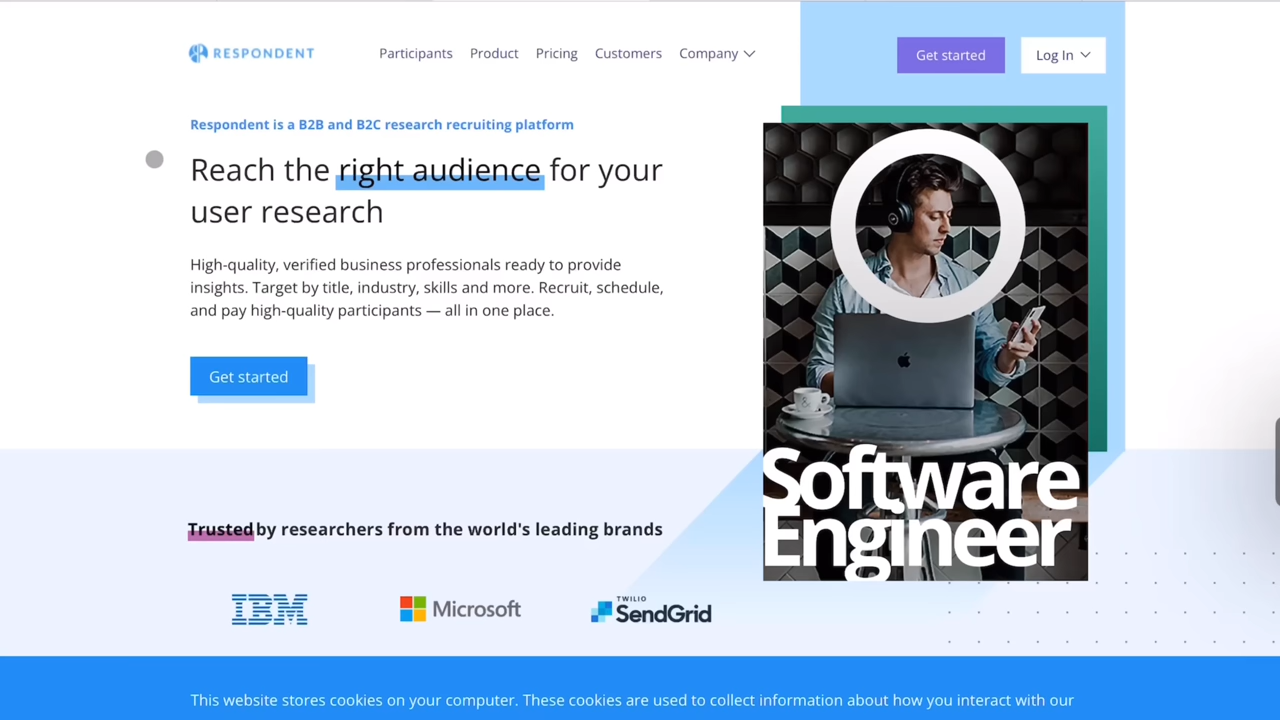 RESPONDENT
Participants
Product
Pricing
Customers
Company
Get started
Log In
Respondent is a B2B and B2C research recruiting platform
Reach the right audience for your
user research
High-quality, verified business professionals ready to provide
insights. Target by title, industry, skills and more. Recruit, schedule,
and pay high-quality participants — all in one place.
Get started
Software
Engineer
Trusted by researchers from the world's leading brands
IBM
Microsoft
TWILIO
SendGrid
This website stores cookies on your computer. These cookies are used to collect information about how you interact with our